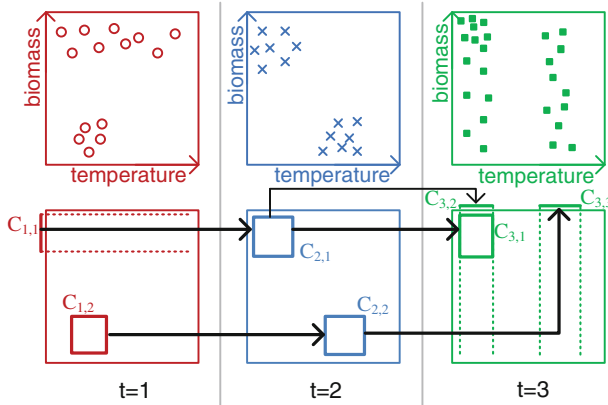 biomass
temperature
biomass
temperature
biomass
temperature
C1,1
C1,2
C2,1
C2,2
C3,2
C3,1
t=1
t=2
t=3